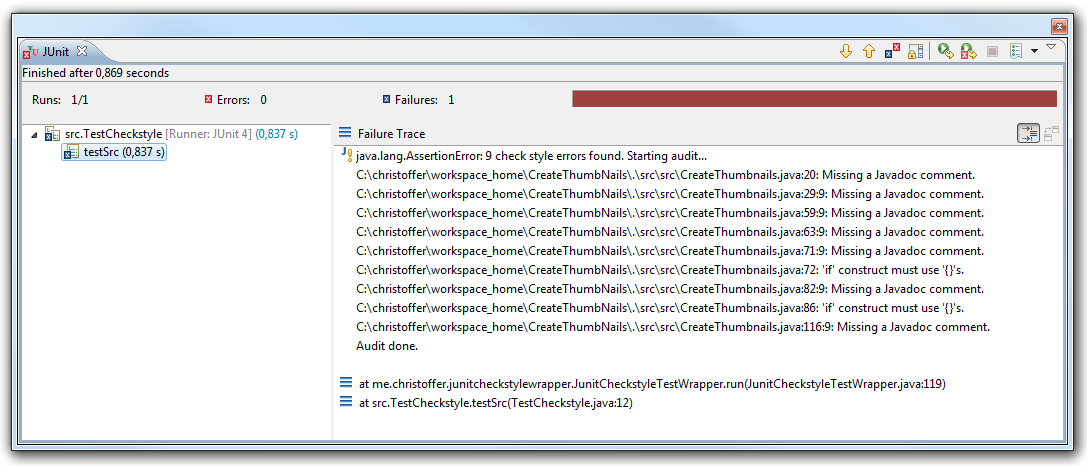 JUnit
Finished after 0,869 seconds
Runs: 1/1 Errors: 0 Failures: 1
src.TestCheckstyle [Runner: JUnit 4] (0,837 s)
testSrc (0,837 s)
Failure Trace
java.lang.AssertionError: 9 check style errors found. Starting audit...
C:\christoffer\workspace_home\CreateThumbNails\.\src\src\CreateThumbnails.java:20: Missing a Javadoc comment.
C:\christoffer\workspace_home\CreateThumbNails\.\src\src\CreateThumbnails.java:29:9: Missing a Javadoc comment.
C:\christoffer\workspace_home\CreateThumbNails\.\src\src\CreateThumbnails.java:59:9: Missing a Javadoc comment.
C:\christoffer\workspace_home\CreateThumbNails\.\src\src\CreateThumbnails.java:63:9: Missing a Javadoc comment.
C:\christoffer\workspace_home\CreateThumbNails\.\src\src\CreateThumbnails.java:71:9: Missing a Javadoc comment.
C:\christoffer\workspace_home\CreateThumbNails\.\src\src\CreateThumbnails.java:72: 'if' construct must use '{}'s.
C:\christoffer\workspace_home\CreateThumbNails\.\src\src\CreateThumbnails.java:82:9: Missing a Javadoc comment.
C:\christoffer\workspace_home\CreateThumbNails\.\src\src\CreateThumbnails.java:86: 'if' construct must use '{}'s.
C:\christoffer\workspace_home\CreateThumbNails\.\src\src\CreateThumbnails.java:116:9: Missing a Javadoc comment.
Audit done.
at me.christoffer.junitcheckstylewrapper.JunitCheckstyleTestWrapper.run(JunitCheckstyleTestWrapper.java:119)
at src.TestCheckstyle.testSrc(TestCheckstyle.java:12)